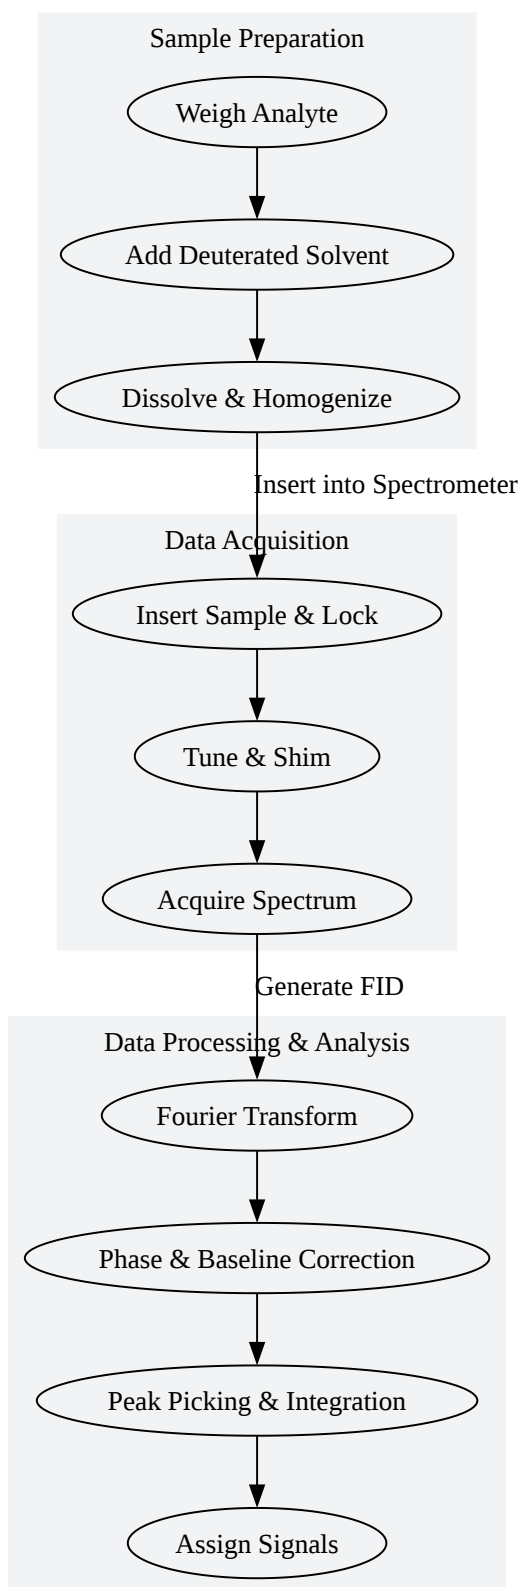 Sample Preparation
Weigh Analyte
Add Deuterated Solvent
Dissolve & Homogenize
Insert into Spectrometer
Data Acquisition
Insert Sample & Lock
Tune & Shim
Acquire Spectrum
Generate FID
Data Processing & Analysis
Fourier Transform
Phase & Baseline Correction
Peak Picking & Integration
Assign Signals